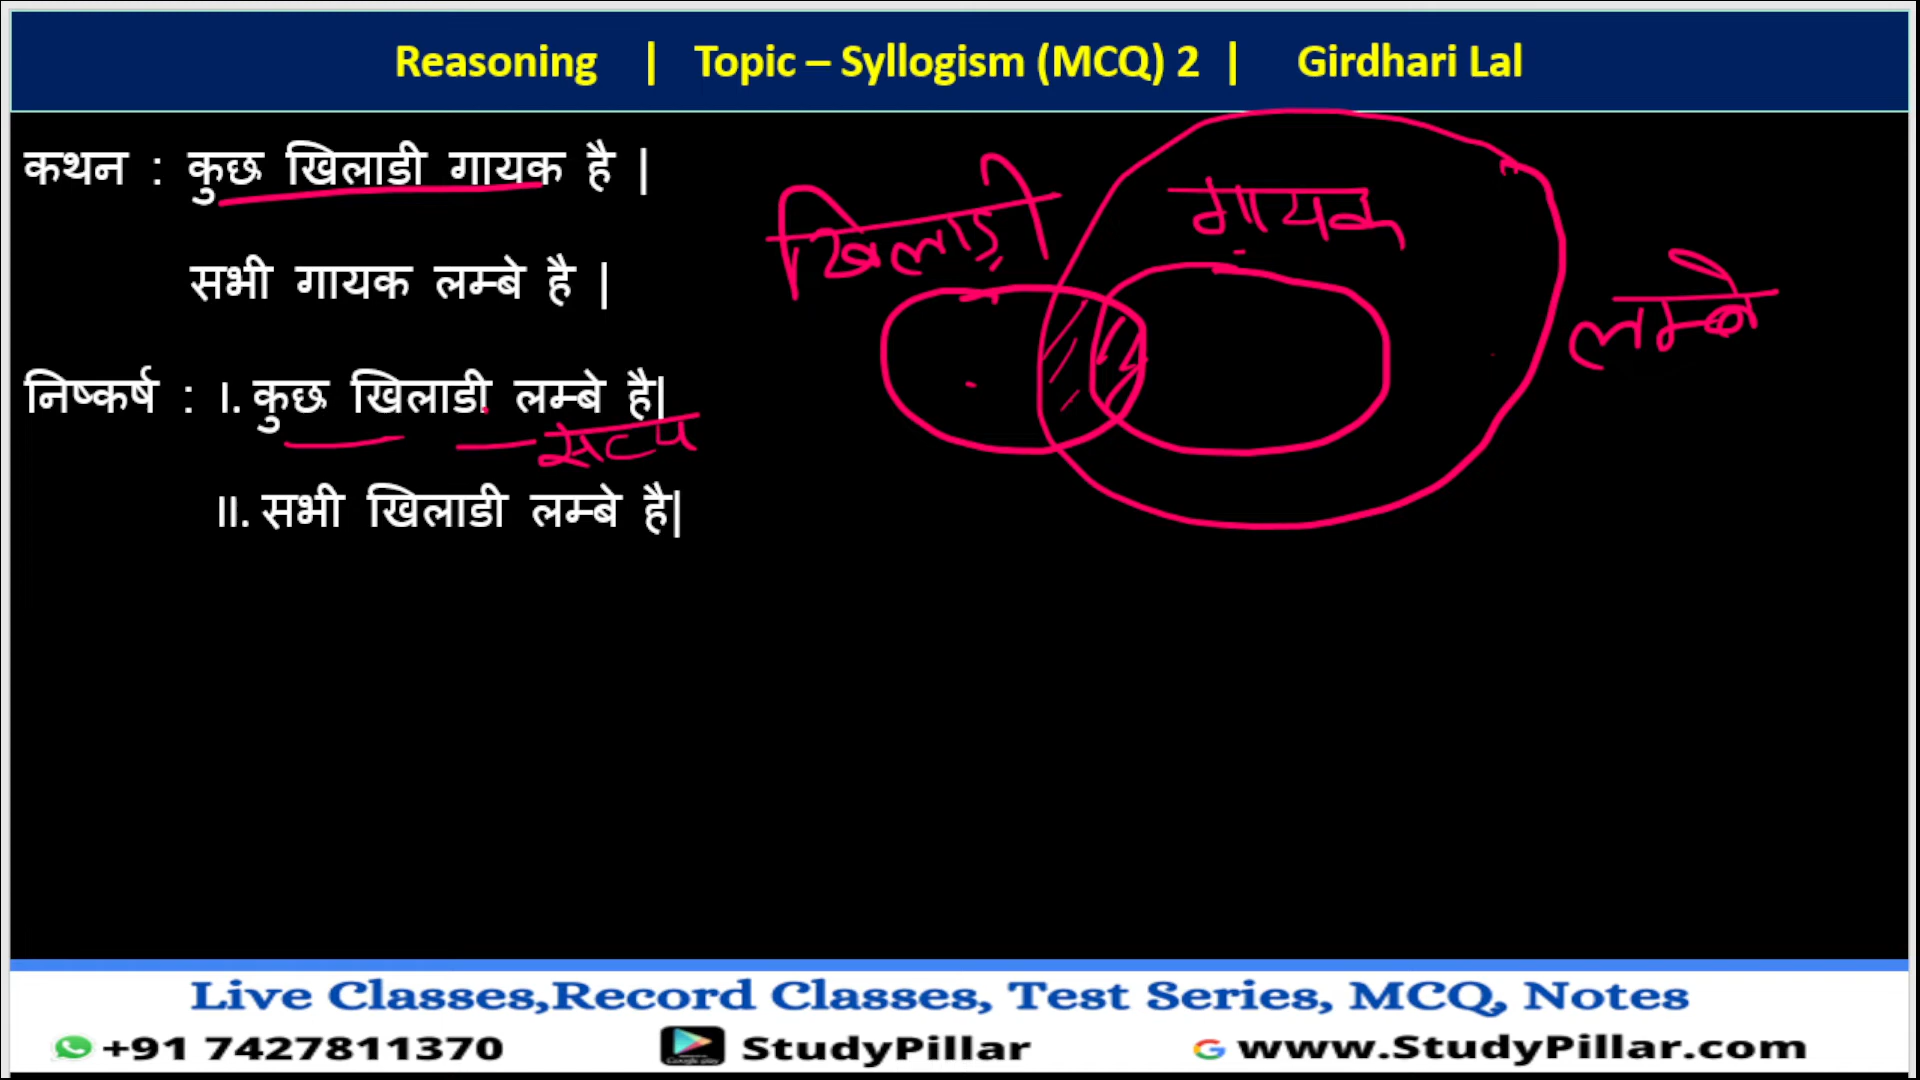 Reasoning | Topic – Syllogism (MCQ) 2 | Girdhari Lal
कथन : कुछ खिलाडी गायक है |
सभी गायक लम्बे है |
निष्कर्ष : I. कुछ खिलाडी लम्बे है|
सत्य
II. सभी खिलाडी लम्बे है|
खिलाड़ी
गायक
लम्बे
Live Classes,Record Classes, Test Series, MCQ, Notes
+91 7427811370 StudyPillar www.StudyPillar.com